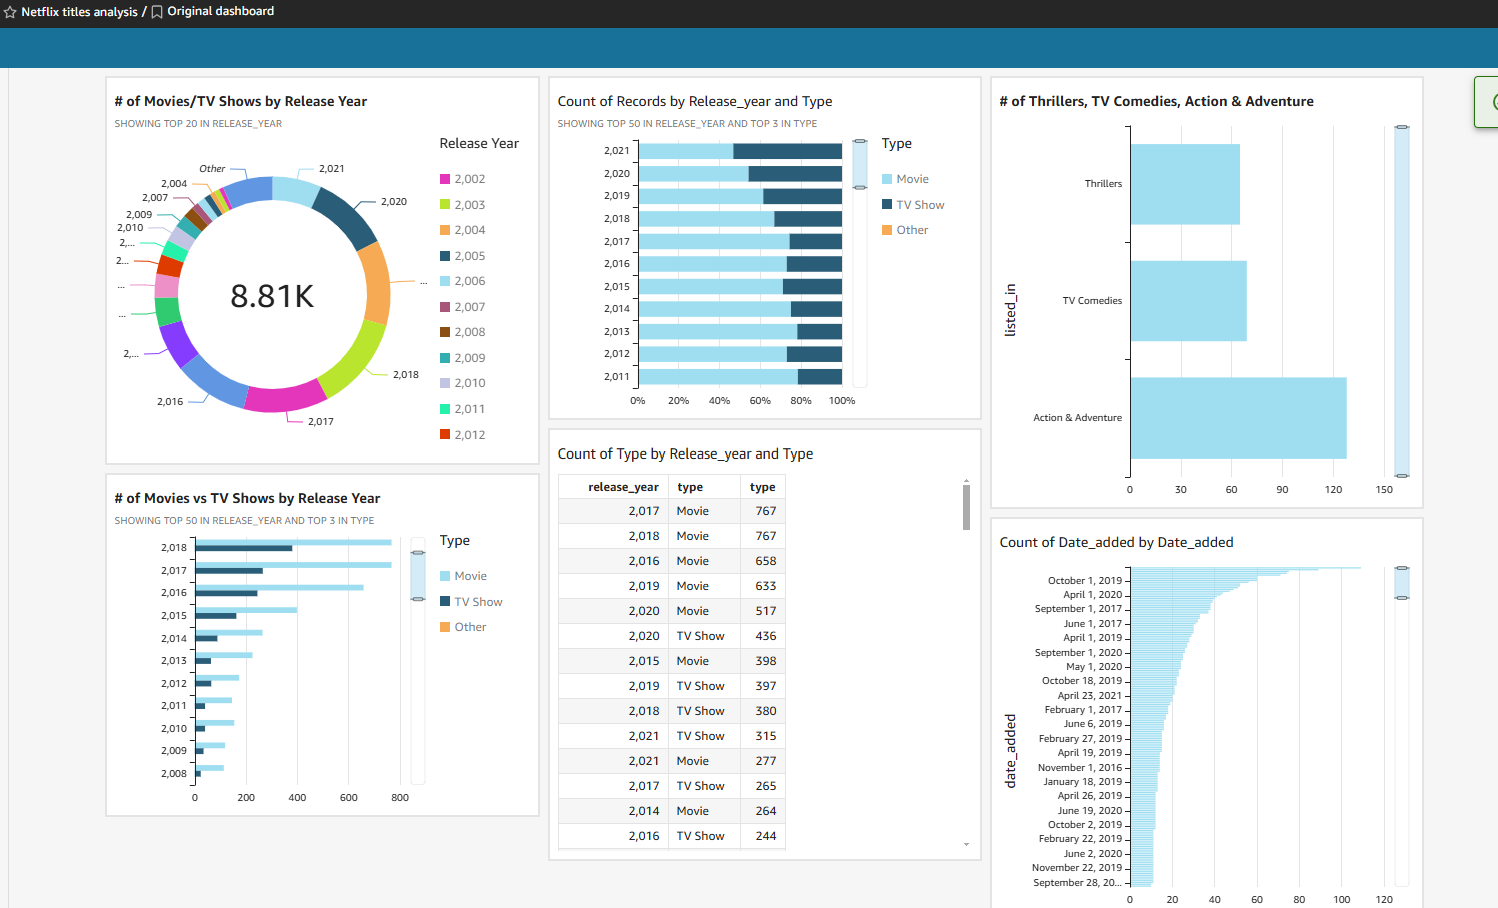 Netflix titles analysis / Original dashboard
# of Movies/TV Shows by Release Year
SHOWING TOP 20 IN RELEASE_YEAR
Release Year
Other
2,021
2,004
2,020
2,007
2,009
2,010
2,...
2...
...
...
...
2,...
2,018
2,016
2,017
8.81K
2,002
2,003
2,004
2,005
2,006
2,007
2,008
2,009
2,010
2,011
2,012
# of Movies vs TV Shows by Release Year
SHOWING TOP 50 IN RELEASE_YEAR AND TOP 3 IN TYPE
2,018
2,017
2,016
2,015
2,014
2,013
2,012
2,011
2,010
2,009
2,008
0 200 400 600 800
Type
Movie
TV Show
Other
Count of Records by Release_year and Type
SHOWING TOP 50 IN RELEASE_YEAR AND TOP 3 IN TYPE
2,021
2,020
2,019
2,018
2,017
2,016
2,015
2,014
2,013
2,012
2,011
0% 20% 40% 60% 80% 100%
Type
Movie
TV Show
Other
Count of Type by Release_year and Type
release_year type type
2,017 Movie 767
2,018 Movie 767
2,016 Movie 658
2,019 Movie 633
2,020 Movie 517
2,020 TV Show 436
2,015 Movie 398
2,019 TV Show 397
2,018 TV Show 380
2,021 TV Show 315
2,021 Movie 277
2,017 TV Show 265
2,014 Movie 264
2,016 TV Show 244
# of Thrillers, TV Comedies, Action & Adventure
listed_in
Thrillers
TV Comedies
Action & Adventure
0 30 60 90 120 150
Count of Date_added by Date_added
date_added
October 1, 2019
April 1, 2020
September 1, 2017
June 1, 2017
April 1, 2019
September 1, 2020
May 1, 2020
October 18, 2019
April 23, 2021
February 1, 2017
June 6, 2019
February 27, 2019
April 19, 2019
November 1, 2016
January 18, 2019
April 26, 2019
June 19, 2020
October 2, 2019
February 22, 2019
June 2, 2020
November 22, 2019
September 28, 20...
0 20 40 60 80 100 120